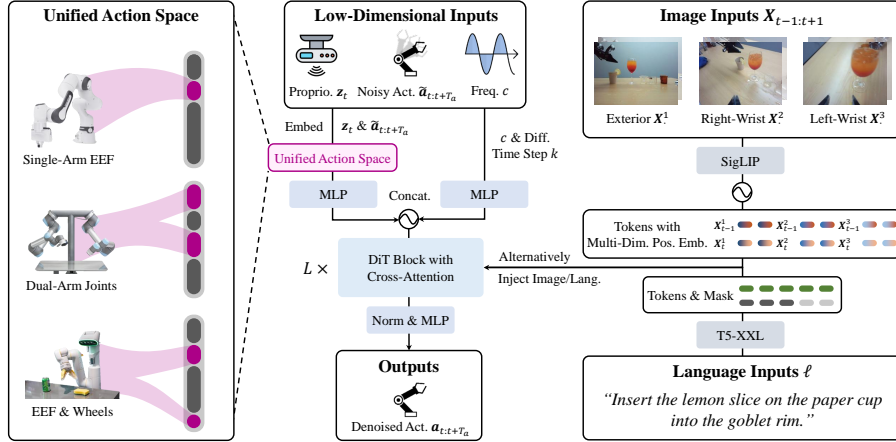 Unified Action Space
Single-Arm EEF
Dual-Arm Joints
EEF & Wheels
Low-Dimensional Inputs
Proprio. z_t
Noisy Act. ã_{t:t+T_a}
Freq. c
Embed
z_t & ã_{t:t+T_a}
c & Diff.
Time Step k
Unified Action Space
MLP
Concat.
MLP
L ×
DiT Block with
Cross-Attention
Alternatively
Inject Image/Lang.
Norm & MLP
Outputs
Denoised Act. a_{t:t+T_a}
Image Inputs X_{t−1:t+1}
Exterior X^1
Right-Wrist X^2
Left-Wrist X^3
SigLIP
Tokens with
Multi-Dim. Pos. Emb.
X^1_{t−1} X^2_{t−1} X^3_{t−1}
X^1_t X^2_t X^3_t
Tokens & Mask
T5-XXL
Language Inputs ℓ
“Insert the lemon slice on the paper cup
into the goblet rim.”